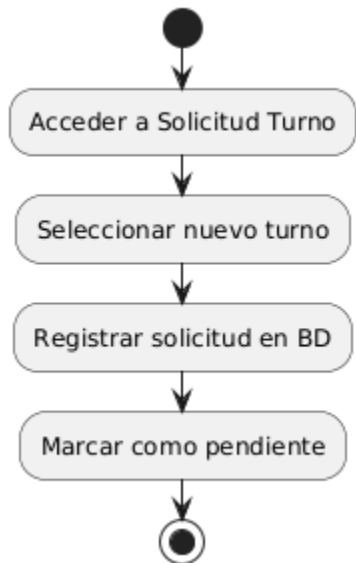 Acceder a Solicitud Turno
Seleccionar nuevo turno
Registrar solicitud en BD
Marcar como pendiente